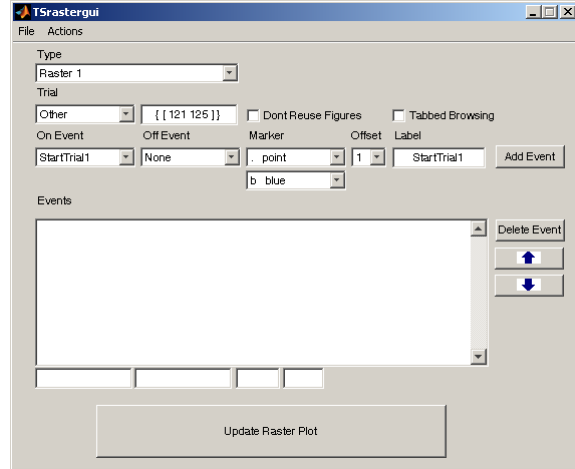 TSrastergui
File Actions
Type
Raster 1
Trial
Other { [ 121 125 ]} Dont Reuse Figures Tabbed Browsing
On Event Off Event Marker Offset Label
StartTrial1 None . point 1 StartTrial1 Add Event
b blue
Events
Delete Event
Update Raster Plot